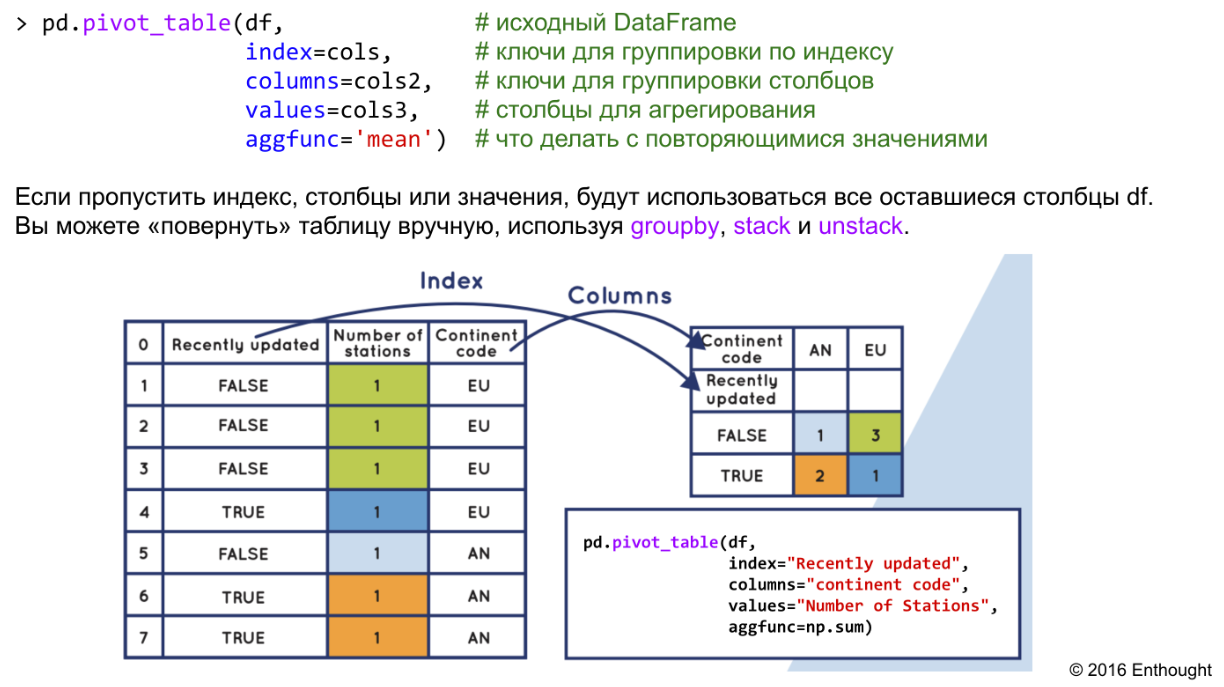 > pd.pivot_table(df, # исходный DataFrame
index=cols, # ключи для группировки по индексу
columns=cols2, # ключи для группировки столбцов
values=cols3, # столбцы для агрегирования
aggfunc='mean') # что делать с повторяющимися значениями
Если пропустить индекс, столбцы или значения, будут использоваться все оставшиеся столбцы df.
Вы можете «повернуть» таблицу вручную, используя groupby, stack и unstack.
Index
Columns
0 Recently updated Number of stations Continent code
1 FALSE 1 EU
2 FALSE 1 EU
3 FALSE 1 EU
4 TRUE 1 EU
5 FALSE 1 AN
6 TRUE 1 AN
7 TRUE 1 AN
Continent code AN EU
Recently updated
FALSE 1 3
TRUE 2 1
pd.pivot_table(df,
index="Recently updated",
columns="continent code",
values="Number of Stations",
aggfunc=np.sum)
© 2016 Enthought